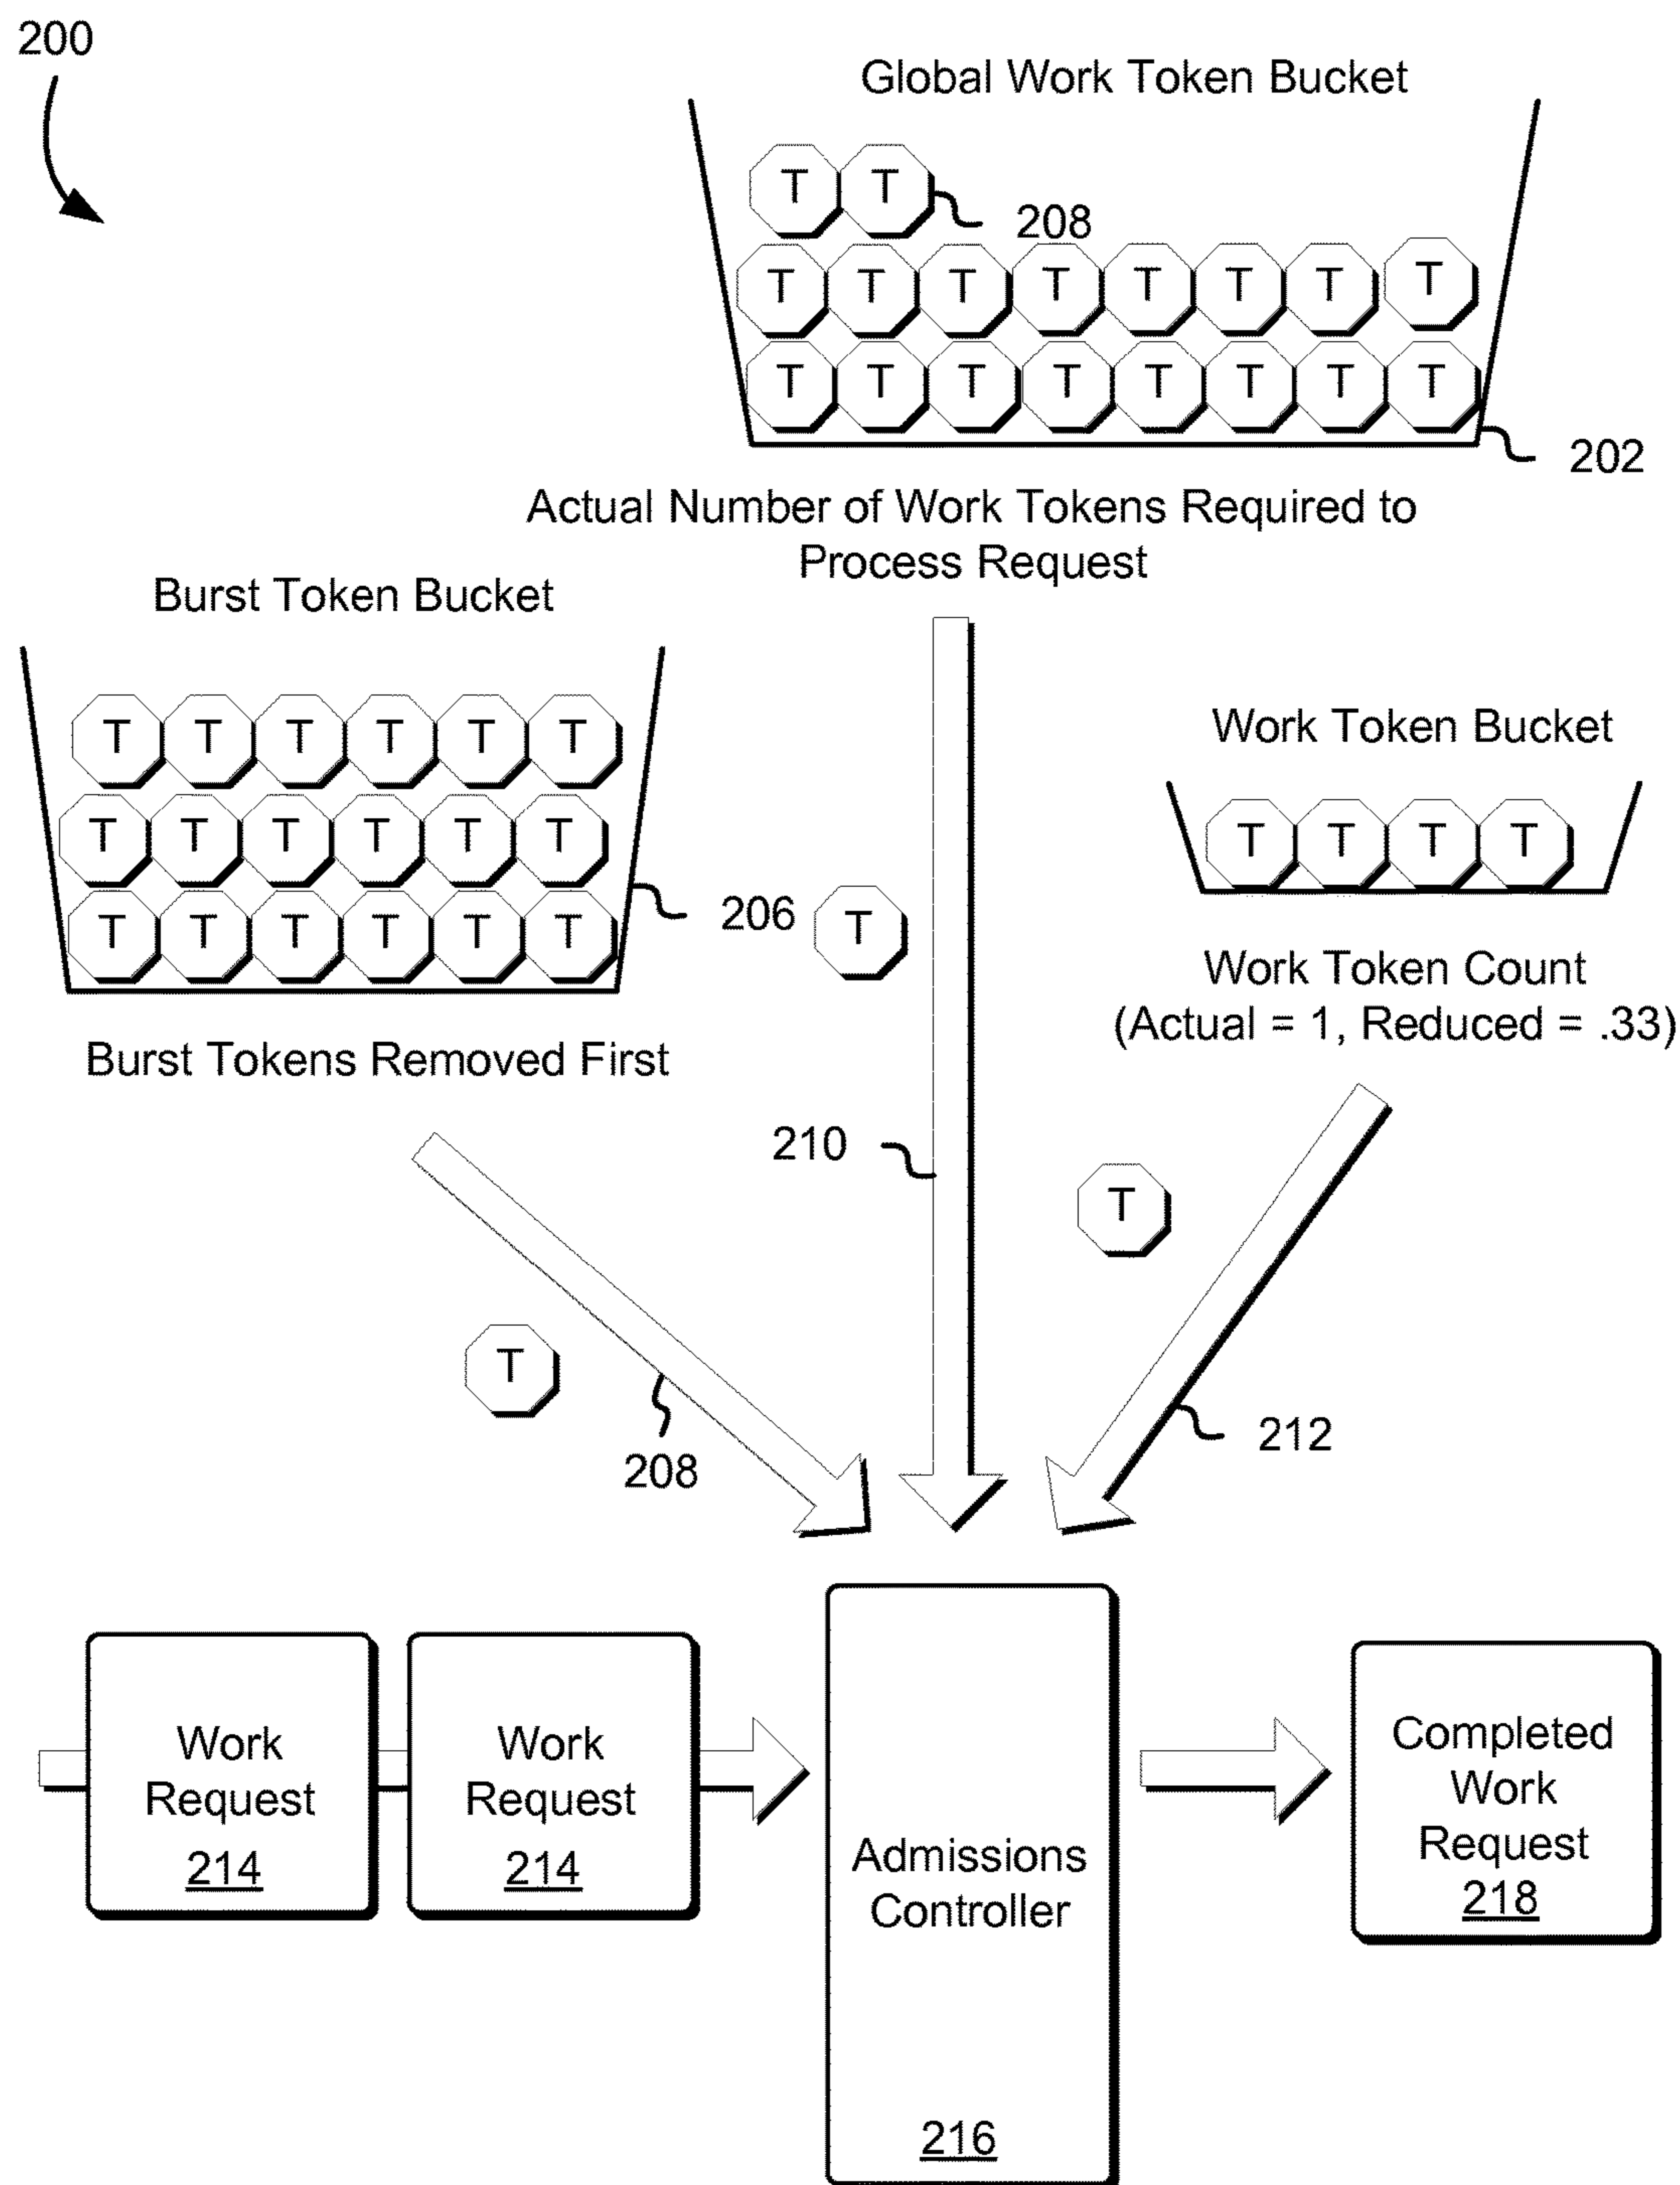 200
Global Work Token Bucket
T T
208
T T T T T T T T
T T T T T T T T
202
Actual Number of Work Tokens Required to
Process Request
Burst Token Bucket
T T T T T T
T T T T T T
T T T T T T
206
T
Work Token Bucket
T T T T
Work Token Count
(Actual = 1, Reduced = .33)
Burst Tokens Removed First
210
T
T
208
212
Work
Request
214
Work
Request
214
Admissions
Controller
216
Completed
Work
Request
218